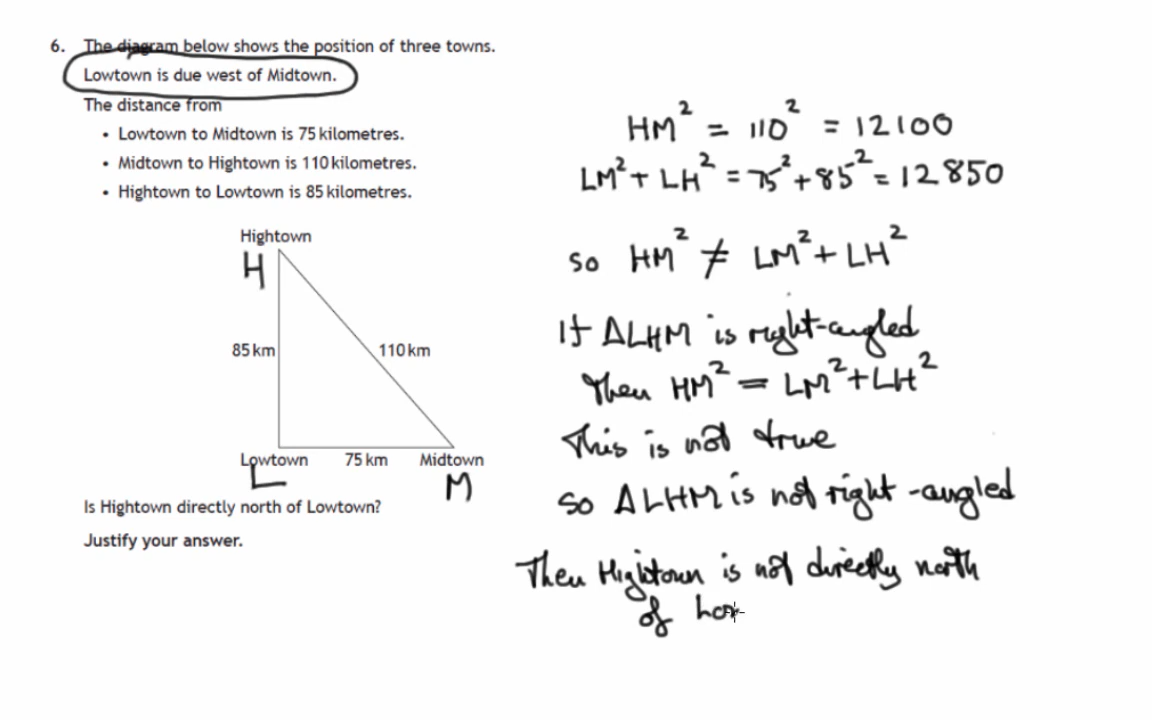 6. The diagram below shows the position of three towns.
Lowtown is due west of Midtown.
The distance from
• Lowtown to Midtown is 75 kilometres.
• Midtown to Hightown is 110 kilometres.
• Hightown to Lowtown is 85 kilometres.
Hightown
H
85 km
110 km
Lowtown 75 km Midtown
L M
Is Hightown directly north of Lowtown?
Justify your answer.
HM² = 110² = 12100
LM² + LH² = 75² + 85² = 12850
so HM² ≠ LM² + LH²
If ΔLHM is right-angled
Then HM² = LM² + LH²
This is not true
So ΔLHM is not right-angled
Then Hightown is not directly north
of Low